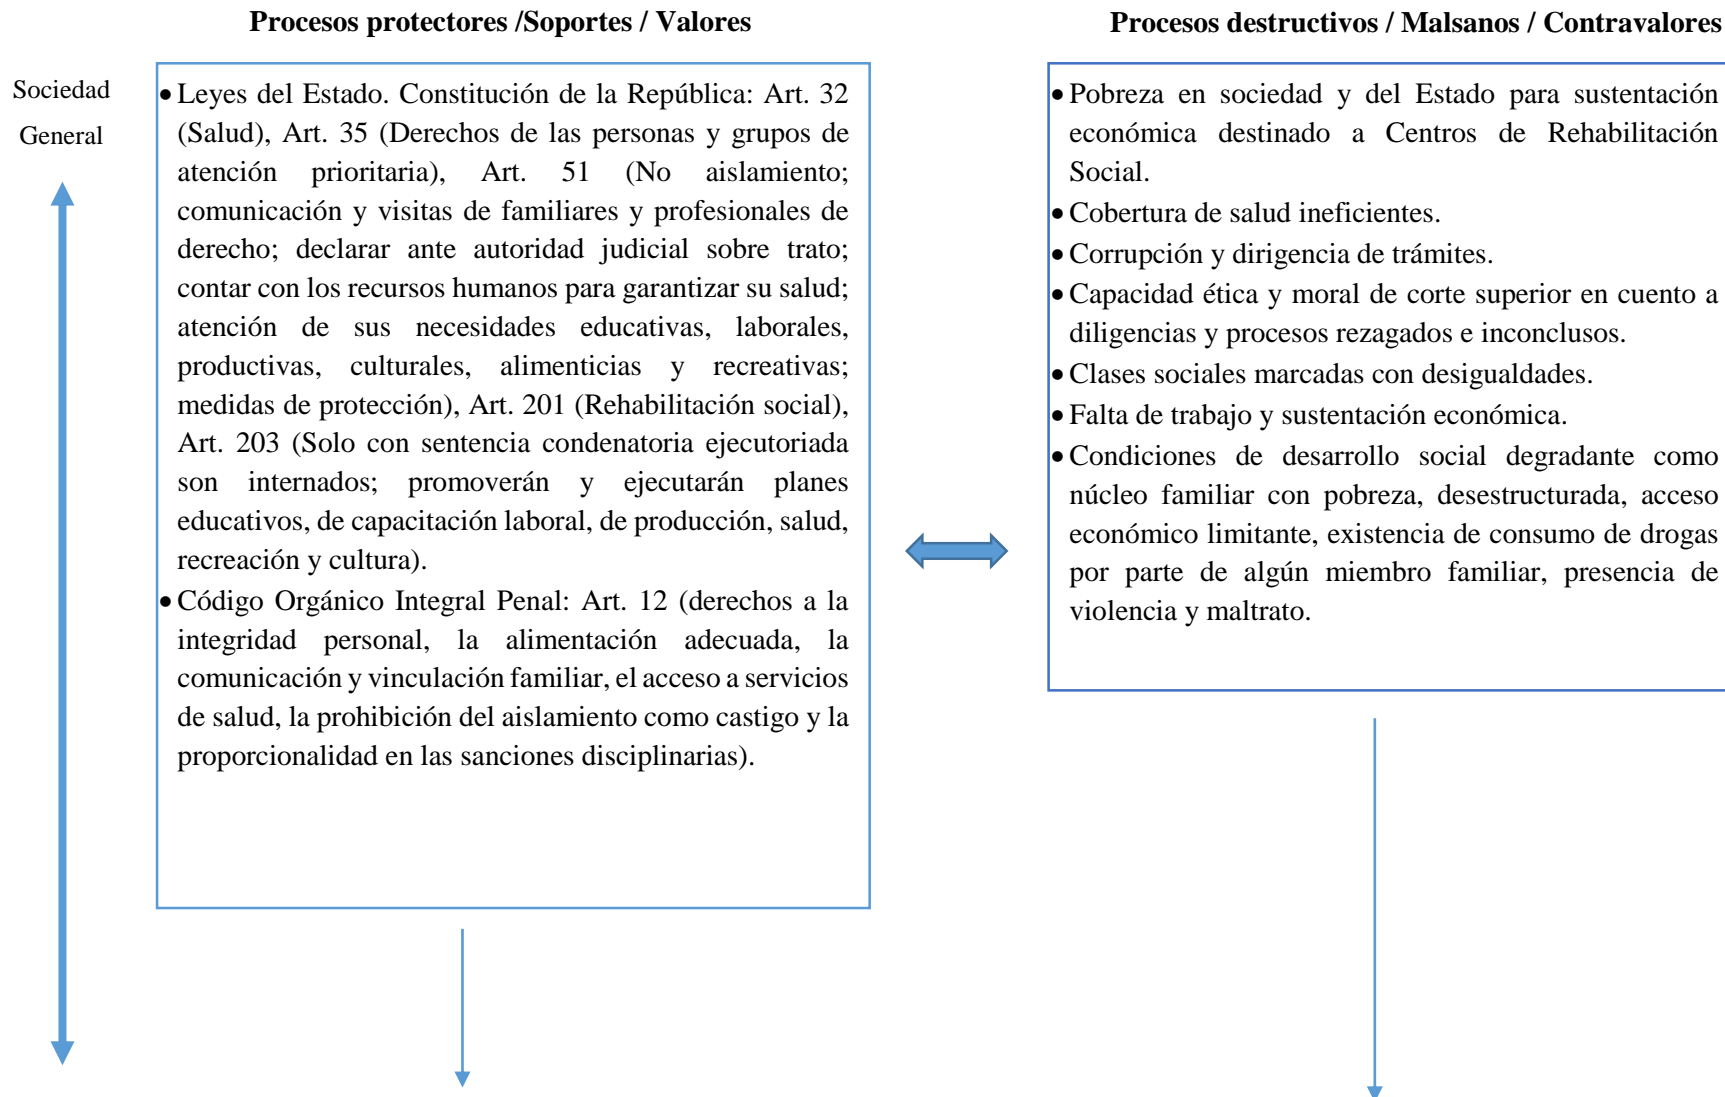 Procesos protectores /Soportes / Valores
Procesos destructivos / Malsanos / Contravalores
Sociedad
General
• Leyes del Estado. Constitución de la República: Art. 32
(Salud), Art. 35 (Derechos de las personas y grupos de
atención prioritaria), Art. 51 (No aislamiento;
comunicación y visitas de familiares y profesionales de
derecho; declarar ante autoridad judicial sobre trato;
contar con los recursos humanos para garantizar su salud;
atención de sus necesidades educativas, laborales,
productivas, culturales, alimenticias y recreativas;
medidas de protección), Art. 201 (Rehabilitación social),
Art. 203 (Solo con sentencia condenatoria ejecutoriada
son internados; promoverán y ejecutarán planes
educativos, de capacitación laboral, de producción, salud,
recreación y cultura).
• Código Orgánico Integral Penal: Art. 12 (derechos a la
integridad personal, la alimentación adecuada, la
comunicación y vinculación familiar, el acceso a servicios
de salud, la prohibición del aislamiento como castigo y la
proporcionalidad en las sanciones disciplinarias).
• Pobreza en sociedad y del Estado para sustentación
económica destinado a Centros de Rehabilitación
Social.
• Cobertura de salud ineficientes.
• Corrupción y dirigencia de trámites.
• Capacidad ética y moral de corte superior en cuento a
diligencias y procesos rezagados e inconclusos.
• Clases sociales marcadas con desigualdades.
• Falta de trabajo y sustentación económica.
• Condiciones de desarrollo social degradante como
núcleo familiar con pobreza, desestructurada, acceso
económico limitante, existencia de consumo de drogas
por parte de algún miembro familiar, presencia de
violencia y maltrato.